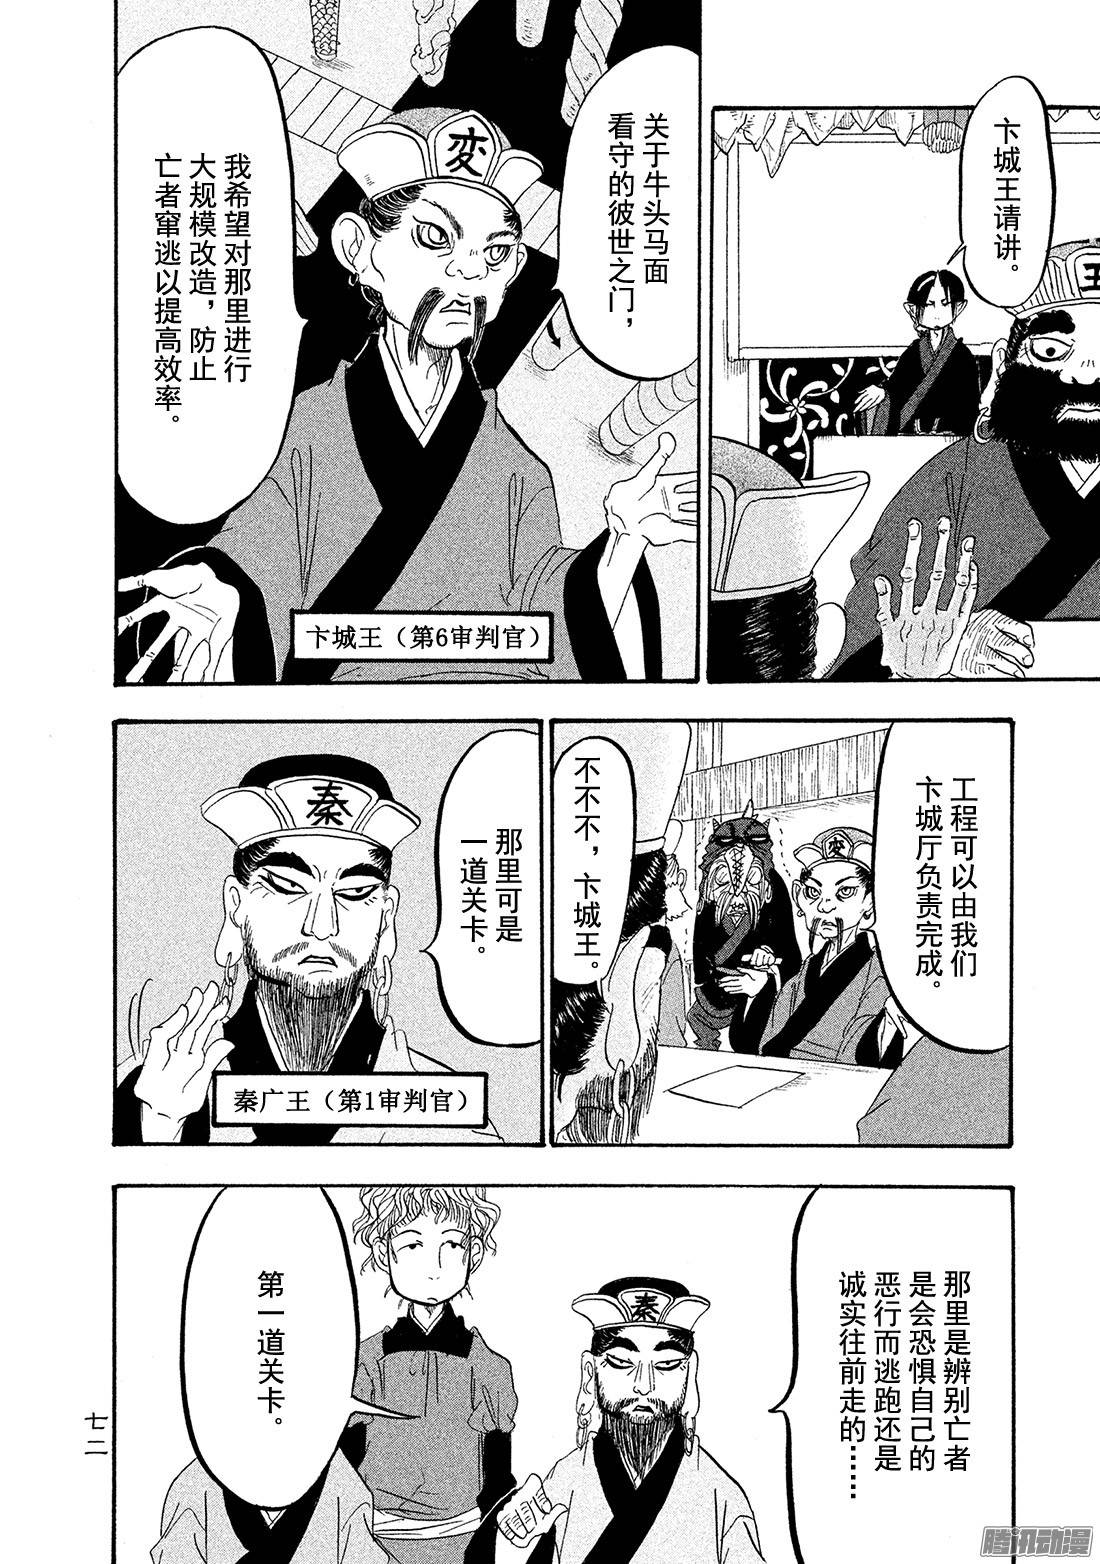 卞城王请讲。
王
关于牛头马面
看守的彼世之门，
変
我希望对那里进行
大规模改造，防止
亡者窜逃以提高效率。
卞城王（第6审判官）
工程可以由我们
卞城厅负责完成。
変
不不不，卞城王。
那里可是
一道关卡。
秦
秦广王（第1审判官）
那里是辨别亡者
是会恐惧自己的
恶行而逃跑还是
诚实往前走的……
秦
第一道关卡。
七二
腾讯动漫